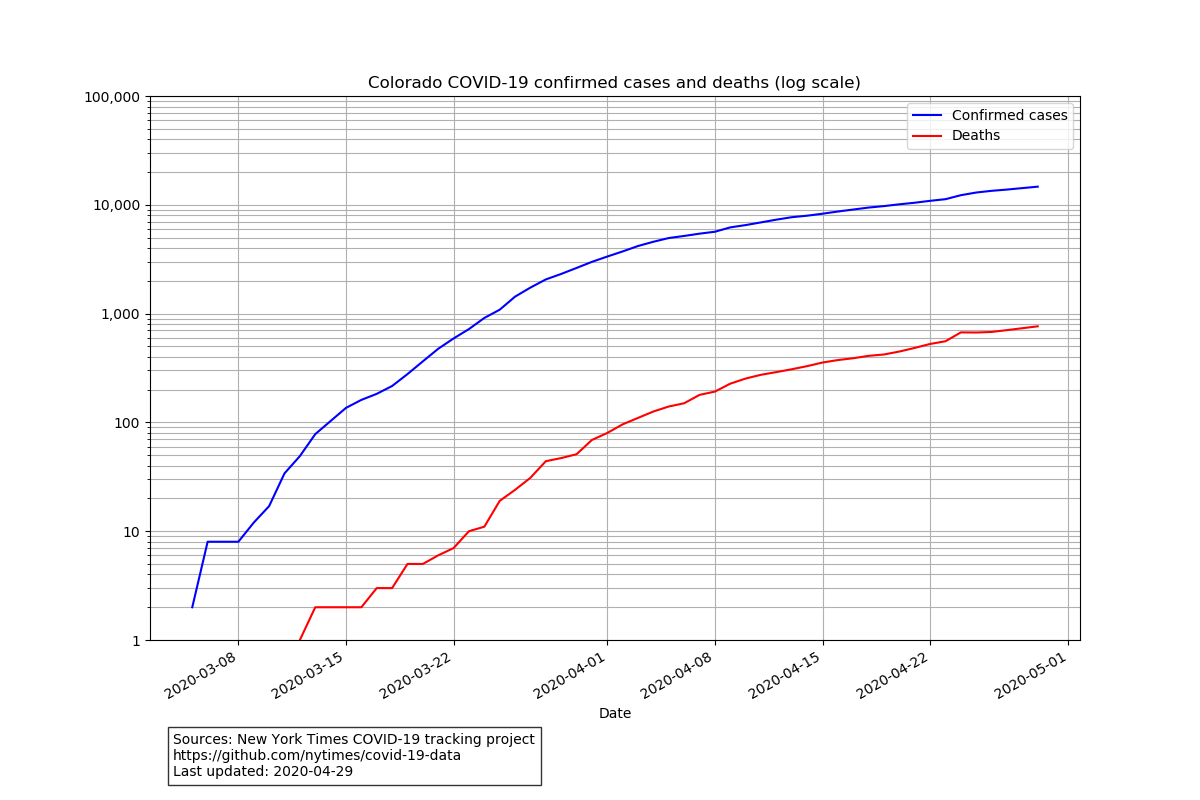 Colorado COVID-19 confirmed cases and deaths (log scale)
100,000
10,000
1,000
100
10
1
Confirmed cases
Deaths
2020-03-08
2020-03-15
2020-03-22
2020-04-01
2020-04-08
2020-04-15
2020-04-22
2020-05-01
Date
Sources: New York Times COVID-19 tracking project
https://github.com/nytimes/covid-19-data
Last updated: 2020-04-29